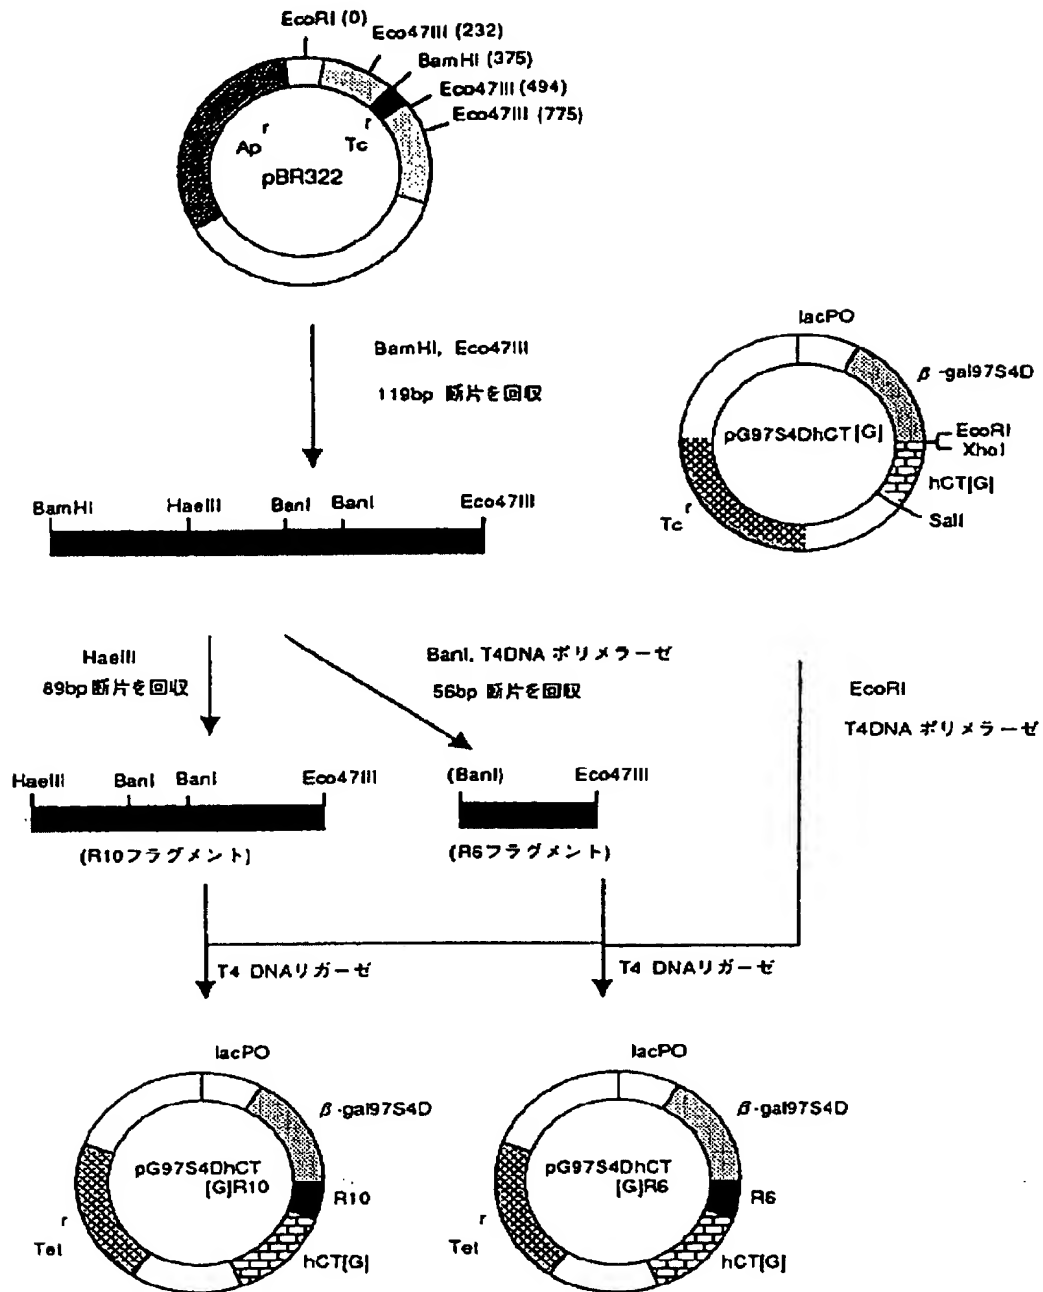 EcoRI (0)
Eco47III (232)
BamHI (375)
Eco47III (494)
Eco47III (775)
r
Ap
r
Tc
pBR322
BamHI, Eco47III
119bp 断片を回収
lacPO
β-gal97S4D
pG97S4DhCT[G]
EcoRI
XhoI
hCT[G]
SalI
r
Tc
BamHI HaeIII BanI BanI Eco47III
HaeIII
89bp 断片を回収
BanI, T4DNA ポリメラーゼ
56bp 断片を回収
EcoRI
T4DNA ポリメラーゼ
HaeIII BanI BanI Eco47III
(R10フラグメント)
(BanI) Eco47III
(R6フラグメント)
T4 DNAリガーゼ
T4 DNAリガーゼ
lacPO
β-gal97S4D
pG97S4DhCT
[G]R10
R10
r
Tet
hCT[G]
lacPO
β-gal97S4D
pG97S4DhCT
[G]R6
R6
r
Tet
hCT[G]